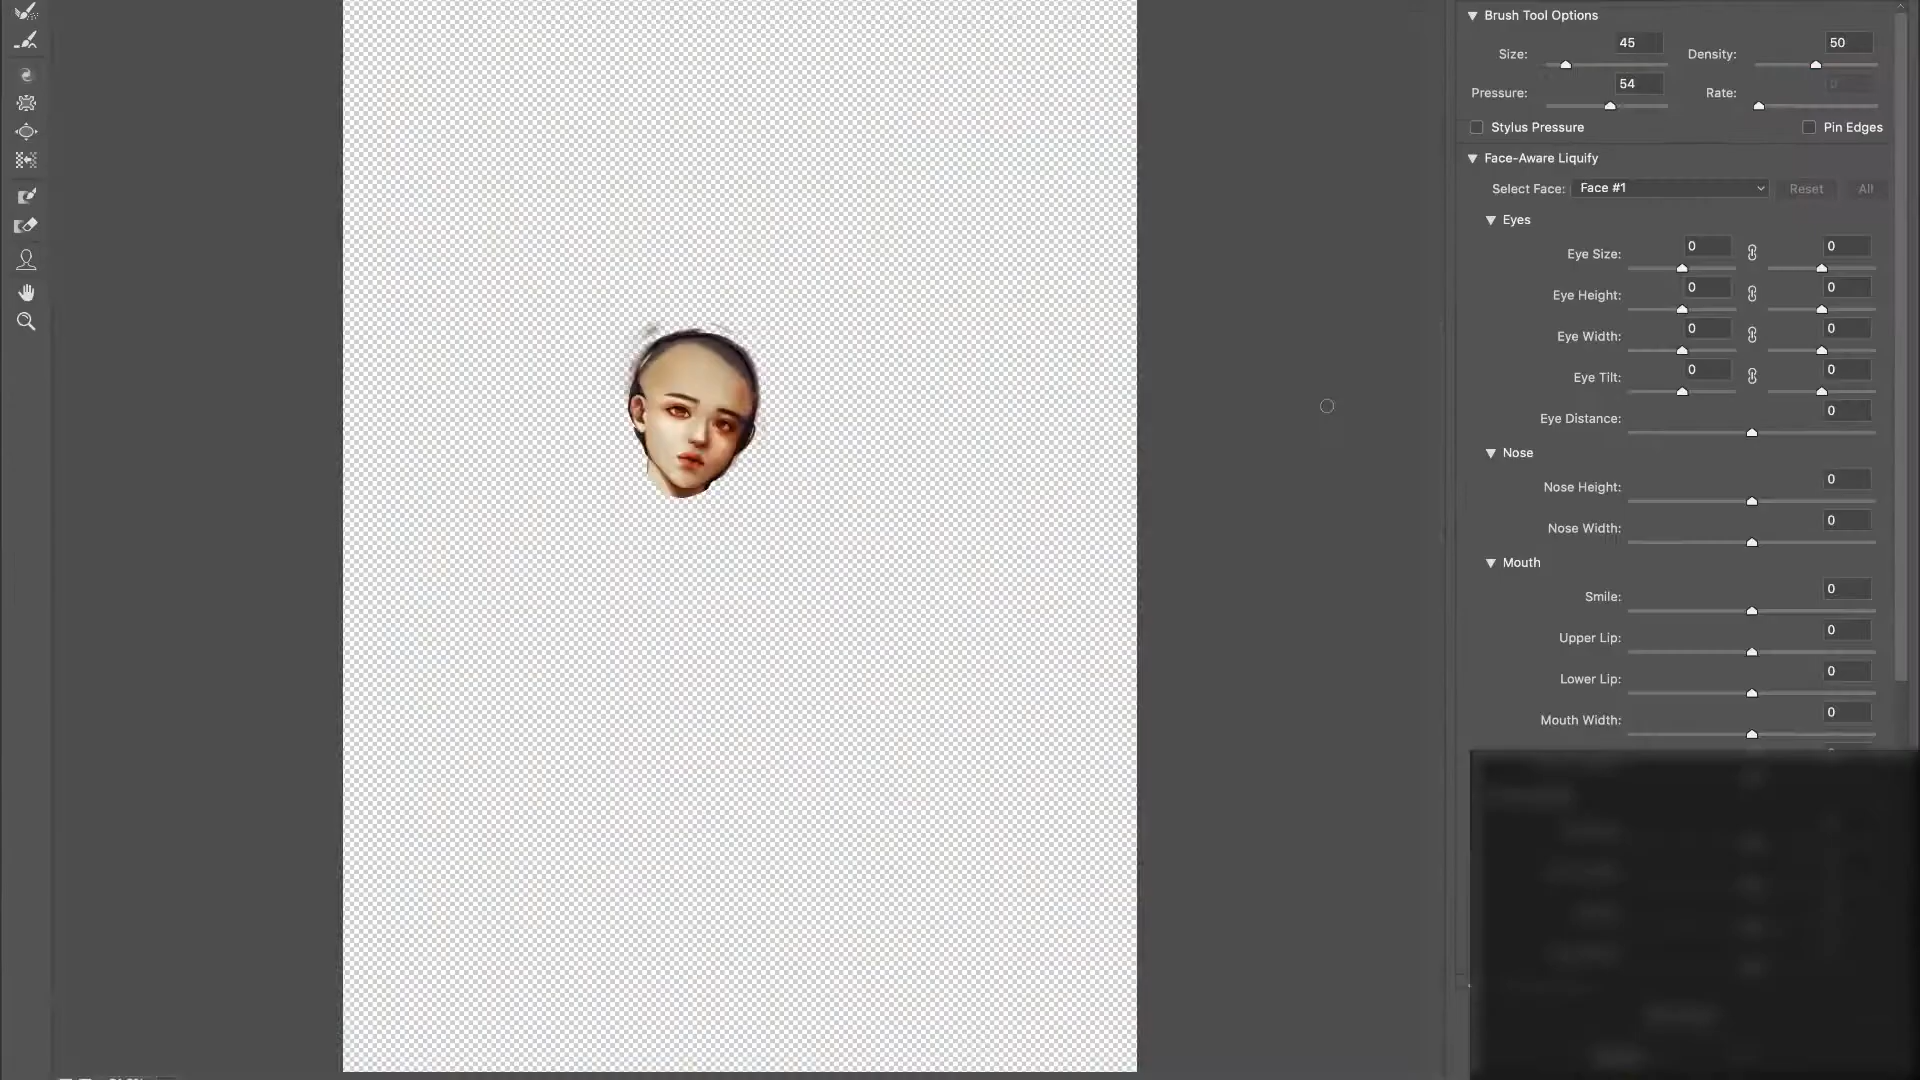 Brush Tool Options
Size: 45 Density: 50
Pressure: 54 Rate: 0
Stylus Pressure Pin Edges
Face-Aware Liquify
Select Face: Face #1 Reset All
Eyes
Eye Size: 0 0
Eye Height: 0 0
Eye Width: 0 0
Eye Tilt: 0 0
Eye Distance: 0
Nose
Nose Height: 0
Nose Width: 0
Mouth
Smile: 0
Upper Lip: 0
Lower Lip: 0
Mouth Width: 0